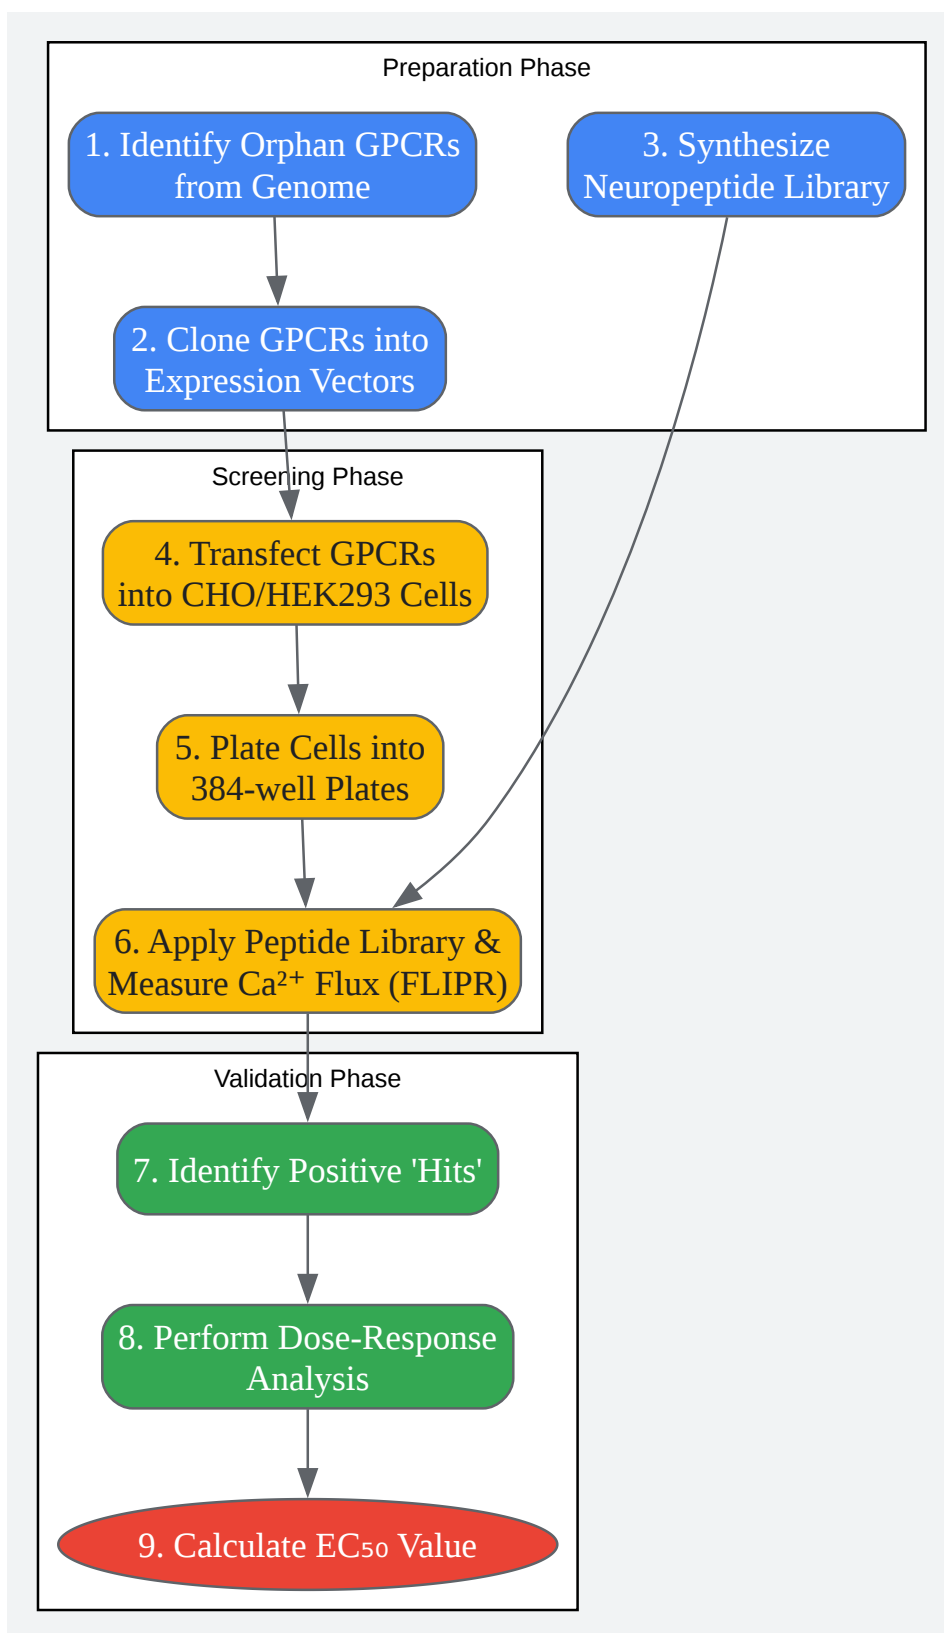 Preparation Phase
1. Identify Orphan GPCRs
from Genome
3. Synthesize
Neuropeptide Library
2. Clone GPCRs into
Expression Vectors
Screening Phase
4. Transfect GPCRs
into CHO/HEK293 Cells
5. Plate Cells into
384-well Plates
6. Apply Peptide Library &
Measure Ca²⁺ Flux (FLIPR)
Validation Phase
7. Identify Positive 'Hits'
8. Perform Dose-Response
Analysis
9. Calculate EC₅₀ Value